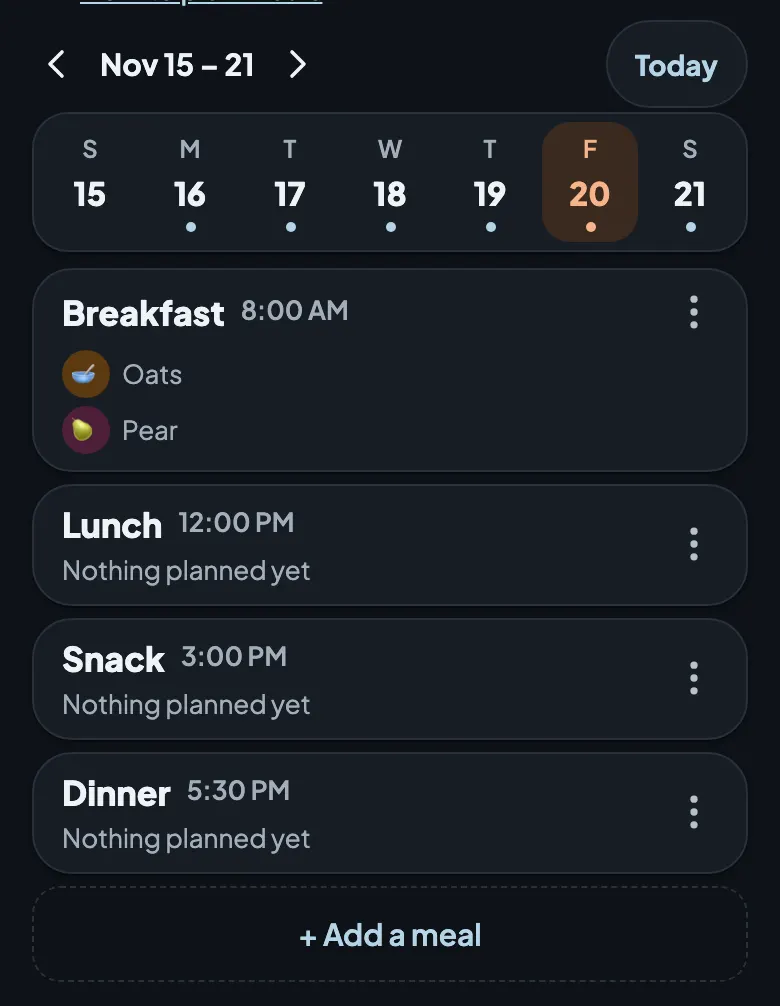 Nov 15 – 21
Today
S M T W T F S
15 16 17 18 19 20 21
Breakfast 8:00 AM
Oats
Pear
Lunch 12:00 PM
Nothing planned yet
Snack 3:00 PM
Nothing planned yet
Dinner 5:30 PM
Nothing planned yet
+ Add a meal